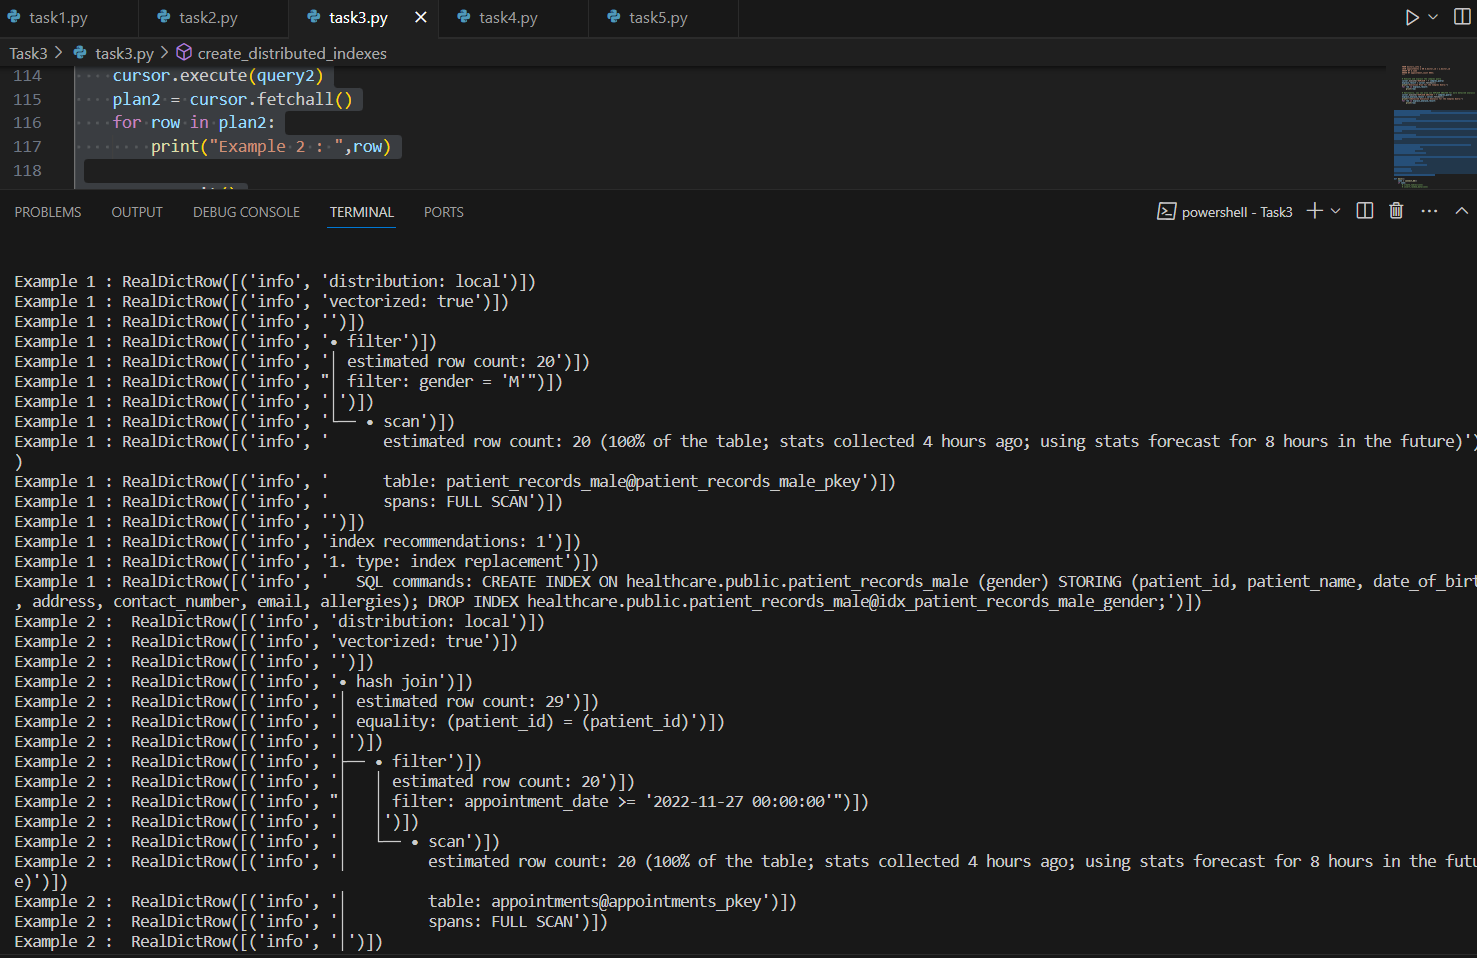 task1.py task2.py task3.py task4.py task5.py
Task3 > task3.py > create_distributed_indexes
114 cursor.execute(query2)
115 plan2 = cursor.fetchall()
116 for row in plan2:
117 print("Example 2 : ",row)
118
PROBLEMS OUTPUT DEBUG CONSOLE TERMINAL PORTS powershell - Task3
Example 1 : RealDictRow([('info', 'distribution: local')])
Example 1 : RealDictRow([('info', 'vectorized: true')])
Example 1 : RealDictRow([('info', '')])
Example 1 : RealDictRow([('info', '• filter')])
Example 1 : RealDictRow([('info', '│ estimated row count: 20')])
Example 1 : RealDictRow([('info', "│ filter: gender = 'M'")])
Example 1 : RealDictRow([('info', '│')])
Example 1 : RealDictRow([('info', '└── • scan')])
Example 1 : RealDictRow([('info', '      estimated row count: 20 (100% of the table; stats collected 4 hours ago; using stats forecast for 8 hours in the future)')
)
Example 1 : RealDictRow([('info', '      table: patient_records_male@patient_records_male_pkey')])
Example 1 : RealDictRow([('info', '      spans: FULL SCAN')])
Example 1 : RealDictRow([('info', '')])
Example 1 : RealDictRow([('info', 'index recommendations: 1')])
Example 1 : RealDictRow([('info', '1. type: index replacement')])
Example 1 : RealDictRow([('info', '   SQL commands: CREATE INDEX ON healthcare.public.patient_records_male (gender) STORING (patient_id, patient_name, date_of_birt
, address, contact_number, email, allergies); DROP INDEX healthcare.public.patient_records_male@idx_patient_records_male_gender;')])
Example 2 :  RealDictRow([('info', 'distribution: local')])
Example 2 :  RealDictRow([('info', 'vectorized: true')])
Example 2 :  RealDictRow([('info', '')])
Example 2 :  RealDictRow([('info', '• hash join')])
Example 2 :  RealDictRow([('info', '│ estimated row count: 29')])
Example 2 :  RealDictRow([('info', '│ equality: (patient_id) = (patient_id)')])
Example 2 :  RealDictRow([('info', '│')])
Example 2 :  RealDictRow([('info', '├── • filter')])
Example 2 :  RealDictRow([('info', '│   │ estimated row count: 20')])
Example 2 :  RealDictRow([('info', "│   │ filter: appointment_date >= '2022-11-27 00:00:00'")])
Example 2 :  RealDictRow([('info', '│   │')])
Example 2 :  RealDictRow([('info', '│   └── • scan')])
Example 2 :  RealDictRow([('info', '│         estimated row count: 20 (100% of the table; stats collected 4 hours ago; using stats forecast for 8 hours in the futu
e)')])
Example 2 :  RealDictRow([('info', '│         table: appointments@appointments_pkey')])
Example 2 :  RealDictRow([('info', '│         spans: FULL SCAN')])
Example 2 :  RealDictRow([('info', '│')])